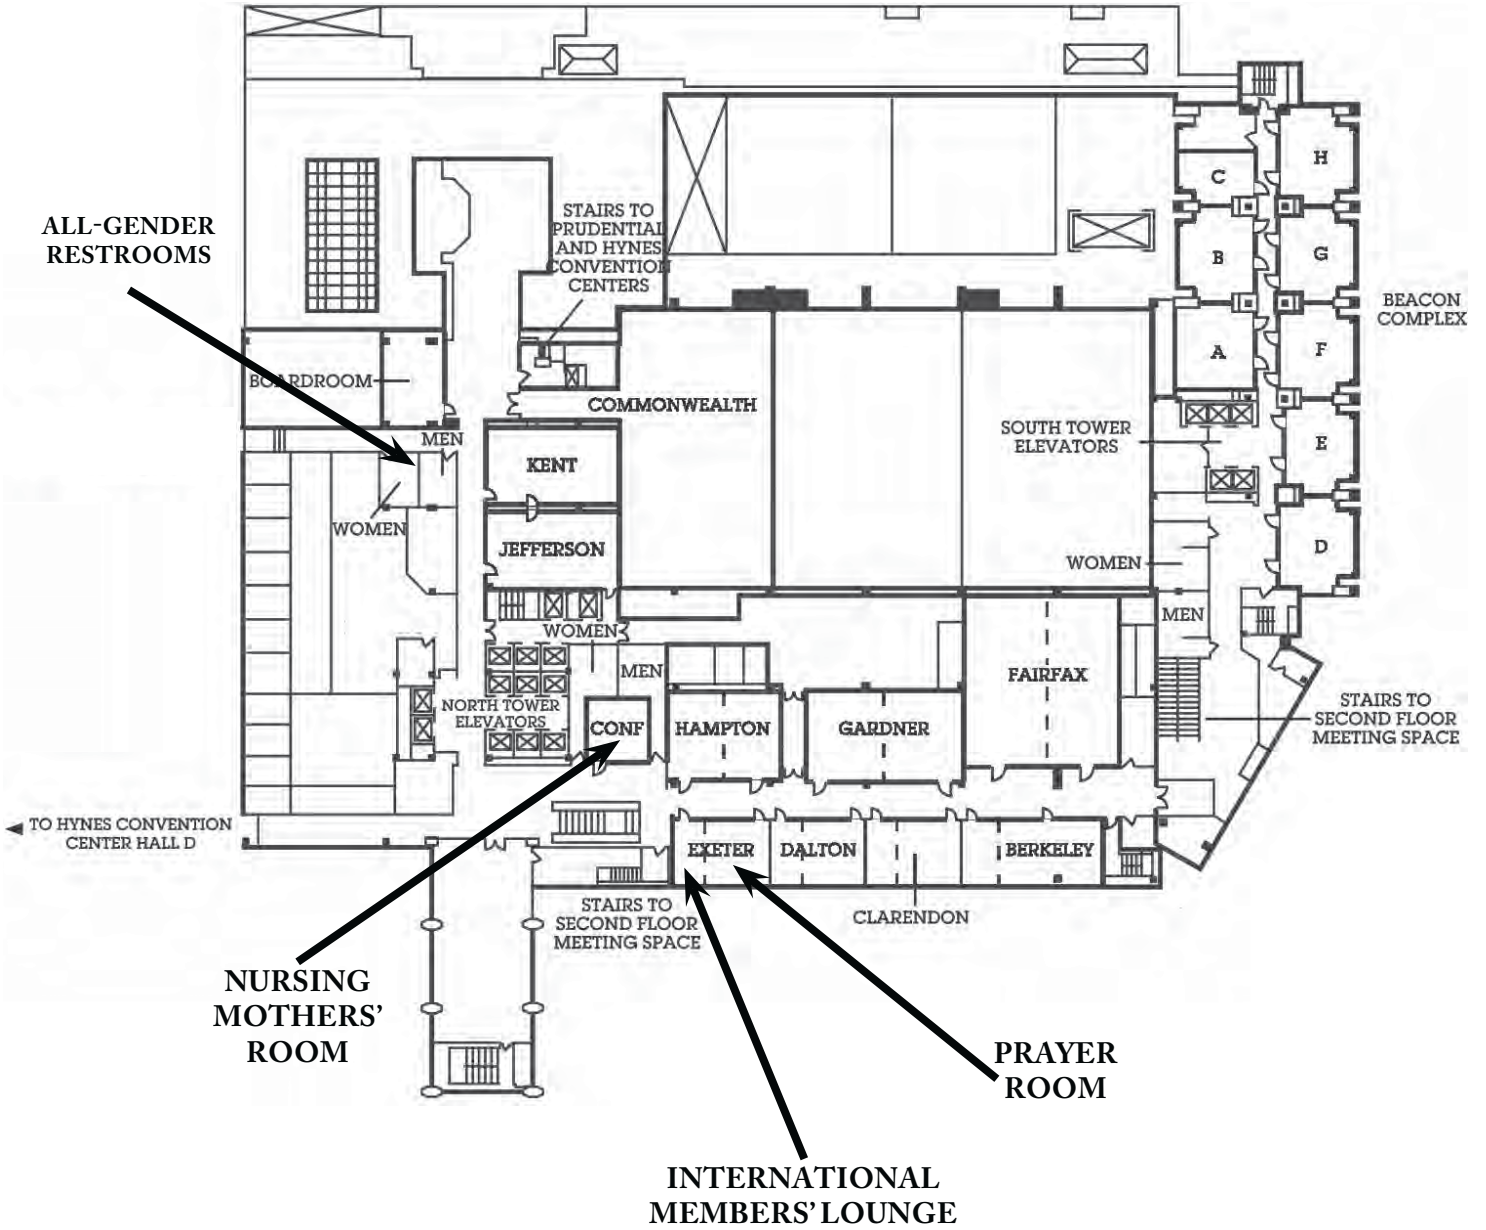 ALL-GENDER
RESTROOMS
STAIRS TO
PRUDENTIAL
AND HYNES
CONVENTION
CENTERS
C
H
B
G
BEACON
COMPLEX
A
F
BOARDROOM
COMMONWEALTH
MEN
KENT
SOUTH TOWER
ELEVATORS
E
WOMEN
JEFFERSON
D
WOMEN
MEN
WOMEN
MEN
FAIRFAX
NORTH TOWER
ELEVATORS
CONF
HAMPTON
GARDNER
STAIRS TO
SECOND FLOOR
MEETING SPACE
TO HYNES CONVENTION
CENTER HALL D
EXETER
DALTON
BERKELEY
CLARENDON
STAIRS TO
SECOND FLOOR
MEETING SPACE
NURSING
MOTHERS'
ROOM
PRAYER
ROOM
INTERNATIONAL
MEMBERS' LOUNGE